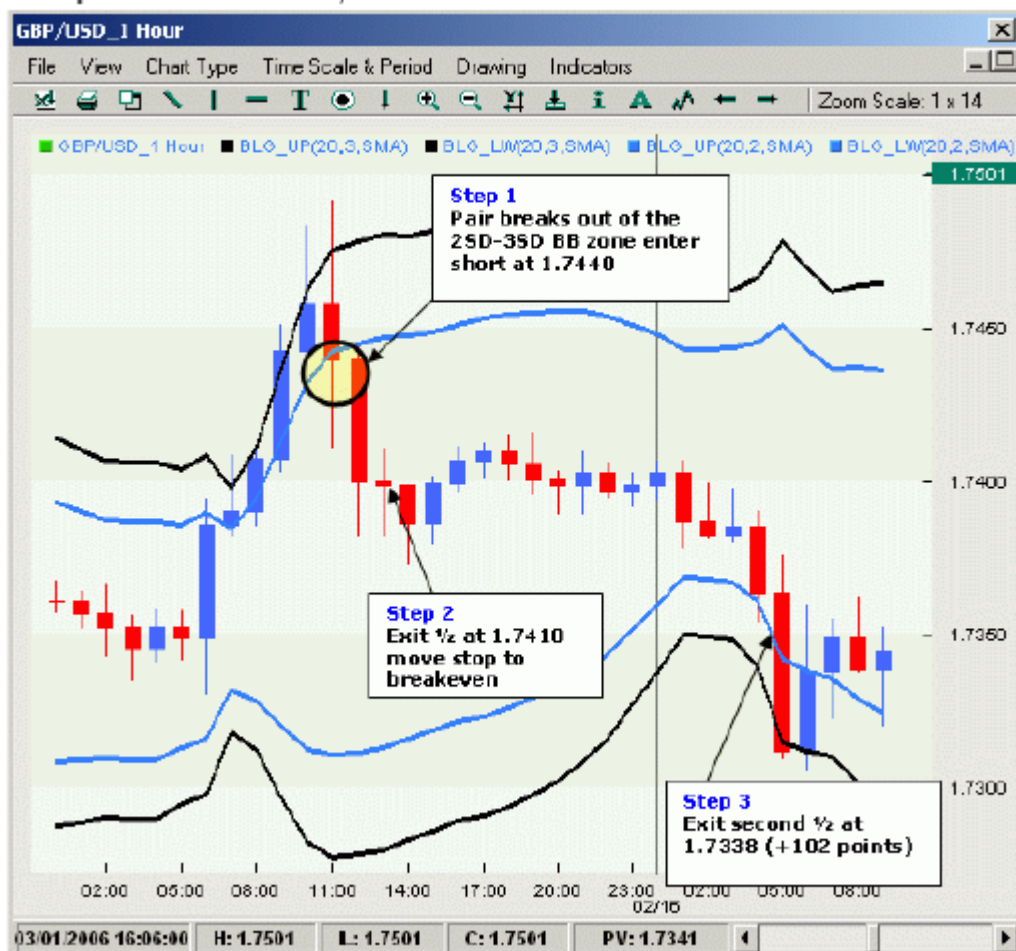 GBP/USD_1 Hour
File View Chart Type Time Scale & Period Drawing Indicators
Zoom Scale: 1 x 14
GBP/USD_1 Hour BLO_UP(20,3,SMA) BLO_LW(20,3,SMA) BLO_UP(20,2,SMA) BLO_LW(20,2,SMA)
1.7501
Step 1
Pair breaks out of the
2SD-3SD BB zone enter
short at 1.7440
1.7450
1.7400
Step 2
Exit ½ at 1.7410
move stop to
breakeven
1.7350
1.7300
Step 3
Exit second ½ at
1.7338 (+102 points)
02:00 05:00 08:00 11:00 14:00 17:00 20:00 23:00 02:00 05:00 08:00
02/16
03/01/2006 16:06:00 H: 1.7501 L: 1.7501 C: 1.7501 PV: 1.7341